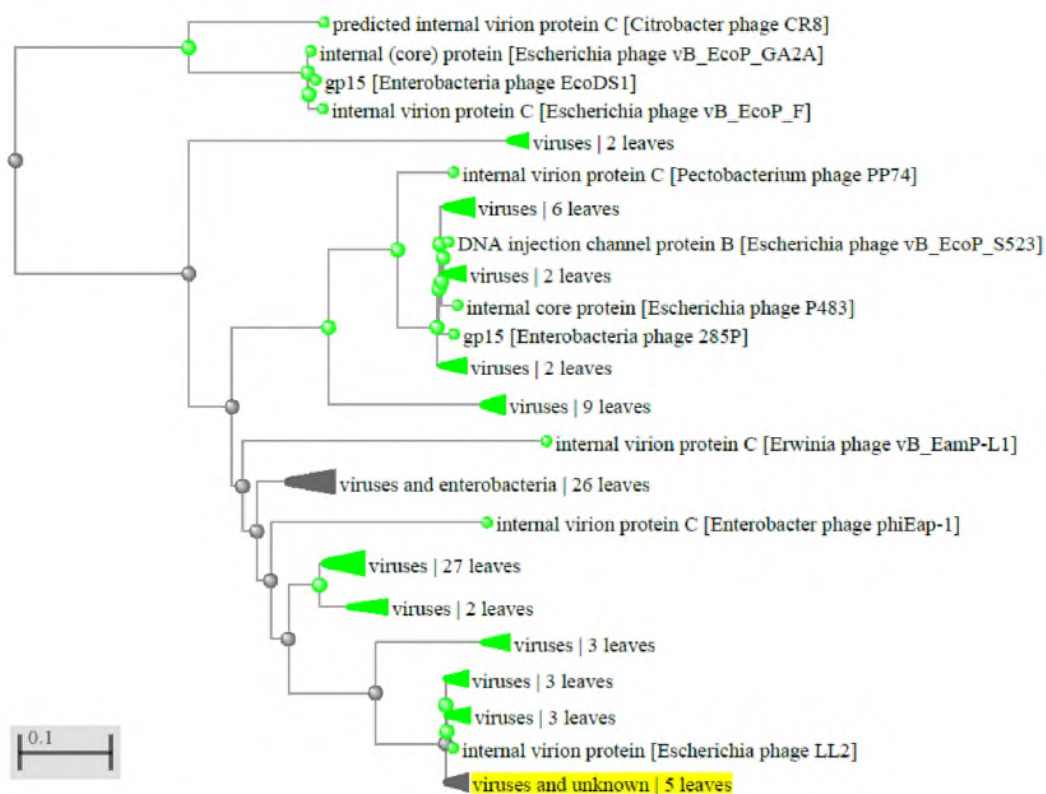 predicted internal virion protein C [Citrobacter phage CR8]
internal (core) protein [Escherichia phage vB_EcoP_GA2A]
gp15 [Enterobacteria phage EcoDS1]
internal virion protein C [Escherichia phage vB_EcoP_F]
viruses | 2 leaves
internal virion protein C [Pectobacterium phage PP74]
viruses | 6 leaves
DNA injection channel protein B [Escherichia phage vB_EcoP_S523]
viruses | 2 leaves
internal core protein [Escherichia phage P483]
gp15 [Enterobacteria phage 285P]
viruses | 2 leaves
viruses | 9 leaves
internal virion protein C [Erwinia phage vB_EamP-L1]
viruses and enterobacteria | 26 leaves
internal virion protein C [Enterobacter phage phiEap-1]
viruses | 27 leaves
viruses | 2 leaves
viruses | 3 leaves
viruses | 3 leaves
viruses | 3 leaves
0.1
internal virion protein [Escherichia phage LL2]
viruses and unknown | 5 leaves